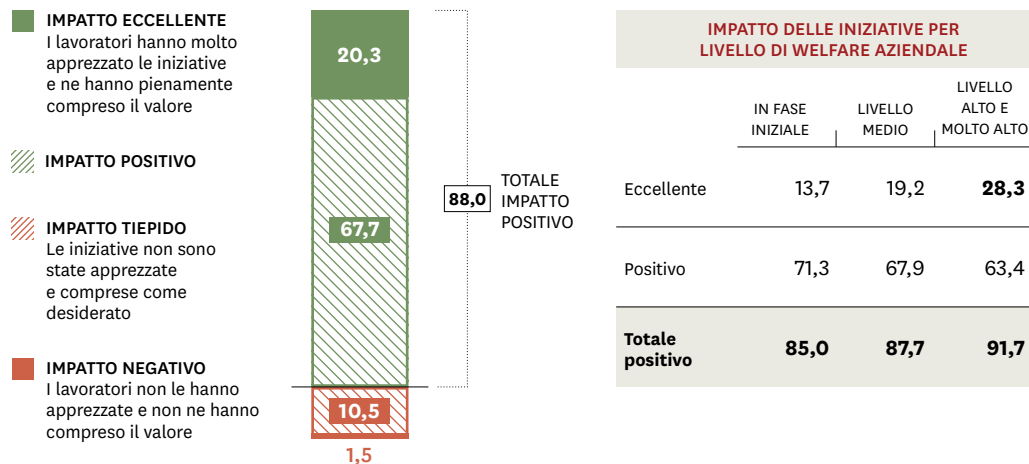 IMPATTO ECCELLENTE
I lavoratori hanno molto
apprezzato le iniziative
e ne hanno pienamente
compreso il valore
IMPATTO POSITIVO
IMPATTO TIEPIDO
Le iniziative non sono
state apprezzate
e comprese come
desiderato
IMPATTO NEGATIVO
I lavoratori non le hanno
apprezzate e non ne hanno
compreso il valore
20,3
67,7
10,5
1,5
88,0
TOTALE
IMPATTO
POSITIVO
IMPATTO DELLE INIZIATIVE PER
LIVELLO DI WELFARE AZIENDALE
IN FASE
INIZIALE
LIVELLO
MEDIO
LIVELLO
ALTO E
MOLTO ALTO
Eccellente 13,7 19,2 28,3
Positivo 71,3 67,9 63,4
Totale
positivo 85,0 87,7 91,7